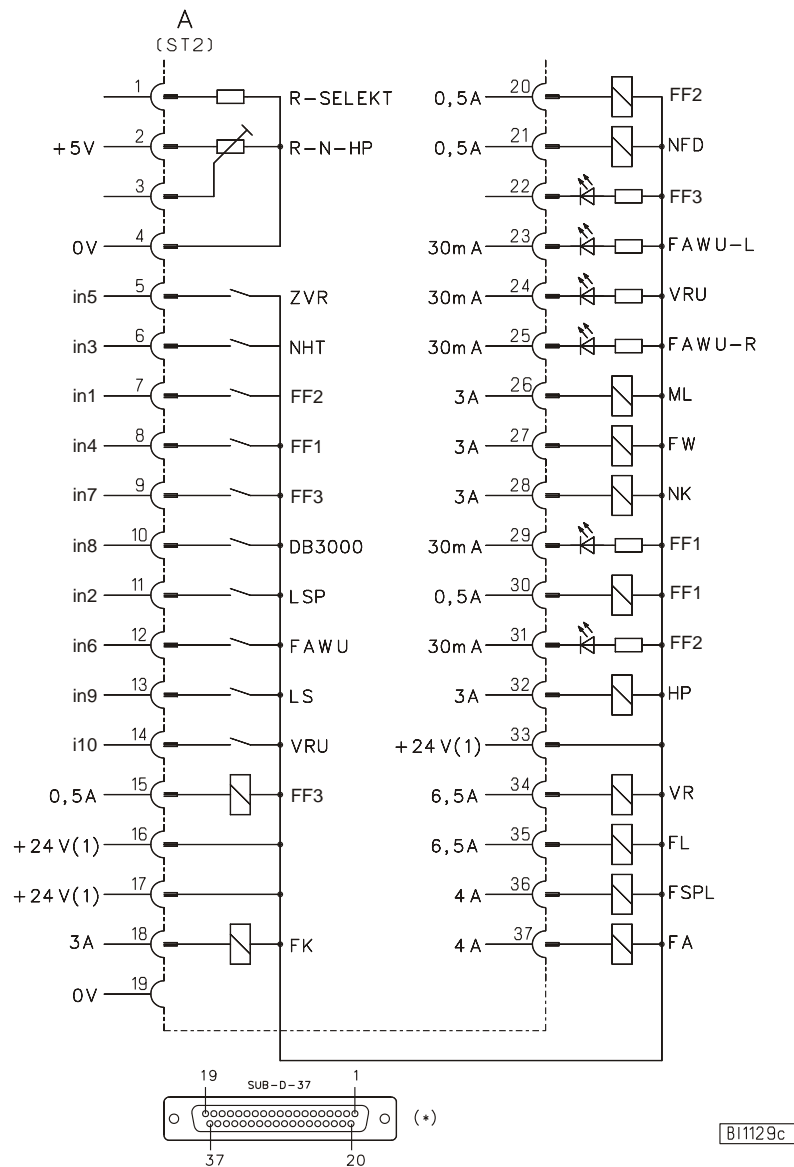 A
(ST2)
1 R-SELEKT
+5V 2 R-N-HP
3
0V 4
in5 5 ZVR
in3 6 NHT
in1 7 FF2
in4 8 FF1
in7 9 FF3
in8 10 DB3000
in2 11 LSP
in6 12 FAWU
in9 13 LS
i10 14 VRU
0,5A 15 FF3
+24V(1) 16
+24V(1) 17
3A 18 FK
0V 19
0,5A 20 FF2
0,5A 21 NFD
22 FF3
30mA 23 FAWU-L
30mA 24 VRU
30mA 25 FAWU-R
3A 26 ML
3A 27 FW
3A 28 NK
30mA 29 FF1
0,5A 30 FF1
30mA 31 FF2
3A 32 HP
+24V(1) 33
6,5A 34 VR
6,5A 35 FL
4A 36 FSPL
4A 37 FA
19 SUB-D-37 1
(*)
37 20
BI1129c